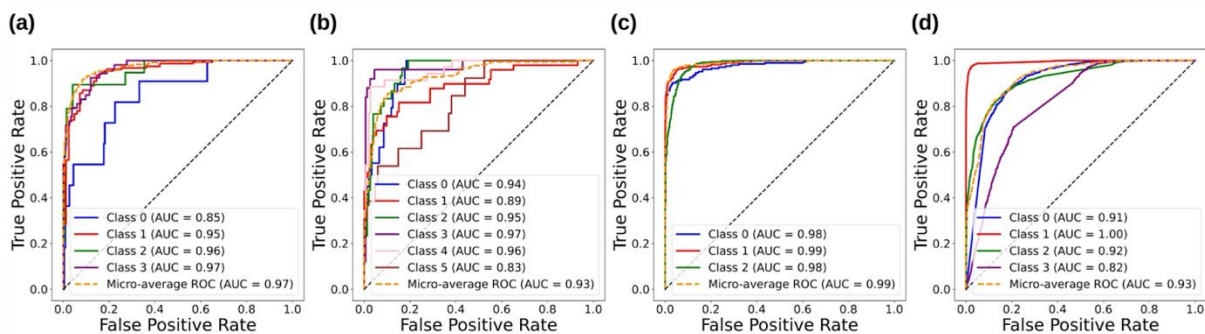 (a)
True Positive Rate
1.0
0.8
0.6
0.4
0.2
0.0
Class 0 (AUC = 0.85)
Class 1 (AUC = 0.95)
Class 2 (AUC = 0.96)
Class 3 (AUC = 0.97)
Micro-average ROC (AUC = 0.97)
0.0 0.2 0.4 0.6 0.8 1.0
False Positive Rate
(b)
True Positive Rate
1.0
0.8
0.6
0.4
0.2
0.0
Class 0 (AUC = 0.94)
Class 1 (AUC = 0.89)
Class 2 (AUC = 0.95)
Class 3 (AUC = 0.97)
Class 4 (AUC = 0.96)
Class 5 (AUC = 0.83)
Micro-average ROC (AUC = 0.93)
0.0 0.2 0.4 0.6 0.8 1.0
False Positive Rate
(c)
True Positive Rate
1.0
0.8
0.6
0.4
0.2
0.0
Class 0 (AUC = 0.98)
Class 1 (AUC = 0.99)
Class 2 (AUC = 0.98)
Micro-average ROC (AUC = 0.99)
0.0 0.2 0.4 0.6 0.8 1.0
False Positive Rate
(d)
True Positive Rate
1.0
0.8
0.6
0.4
0.2
0.0
Class 0 (AUC = 0.91)
Class 1 (AUC = 1.00)
Class 2 (AUC = 0.92)
Class 3 (AUC = 0.82)
Micro-average ROC (AUC = 0.93)
0.0 0.2 0.4 0.6 0.8 1.0
False Positive Rate